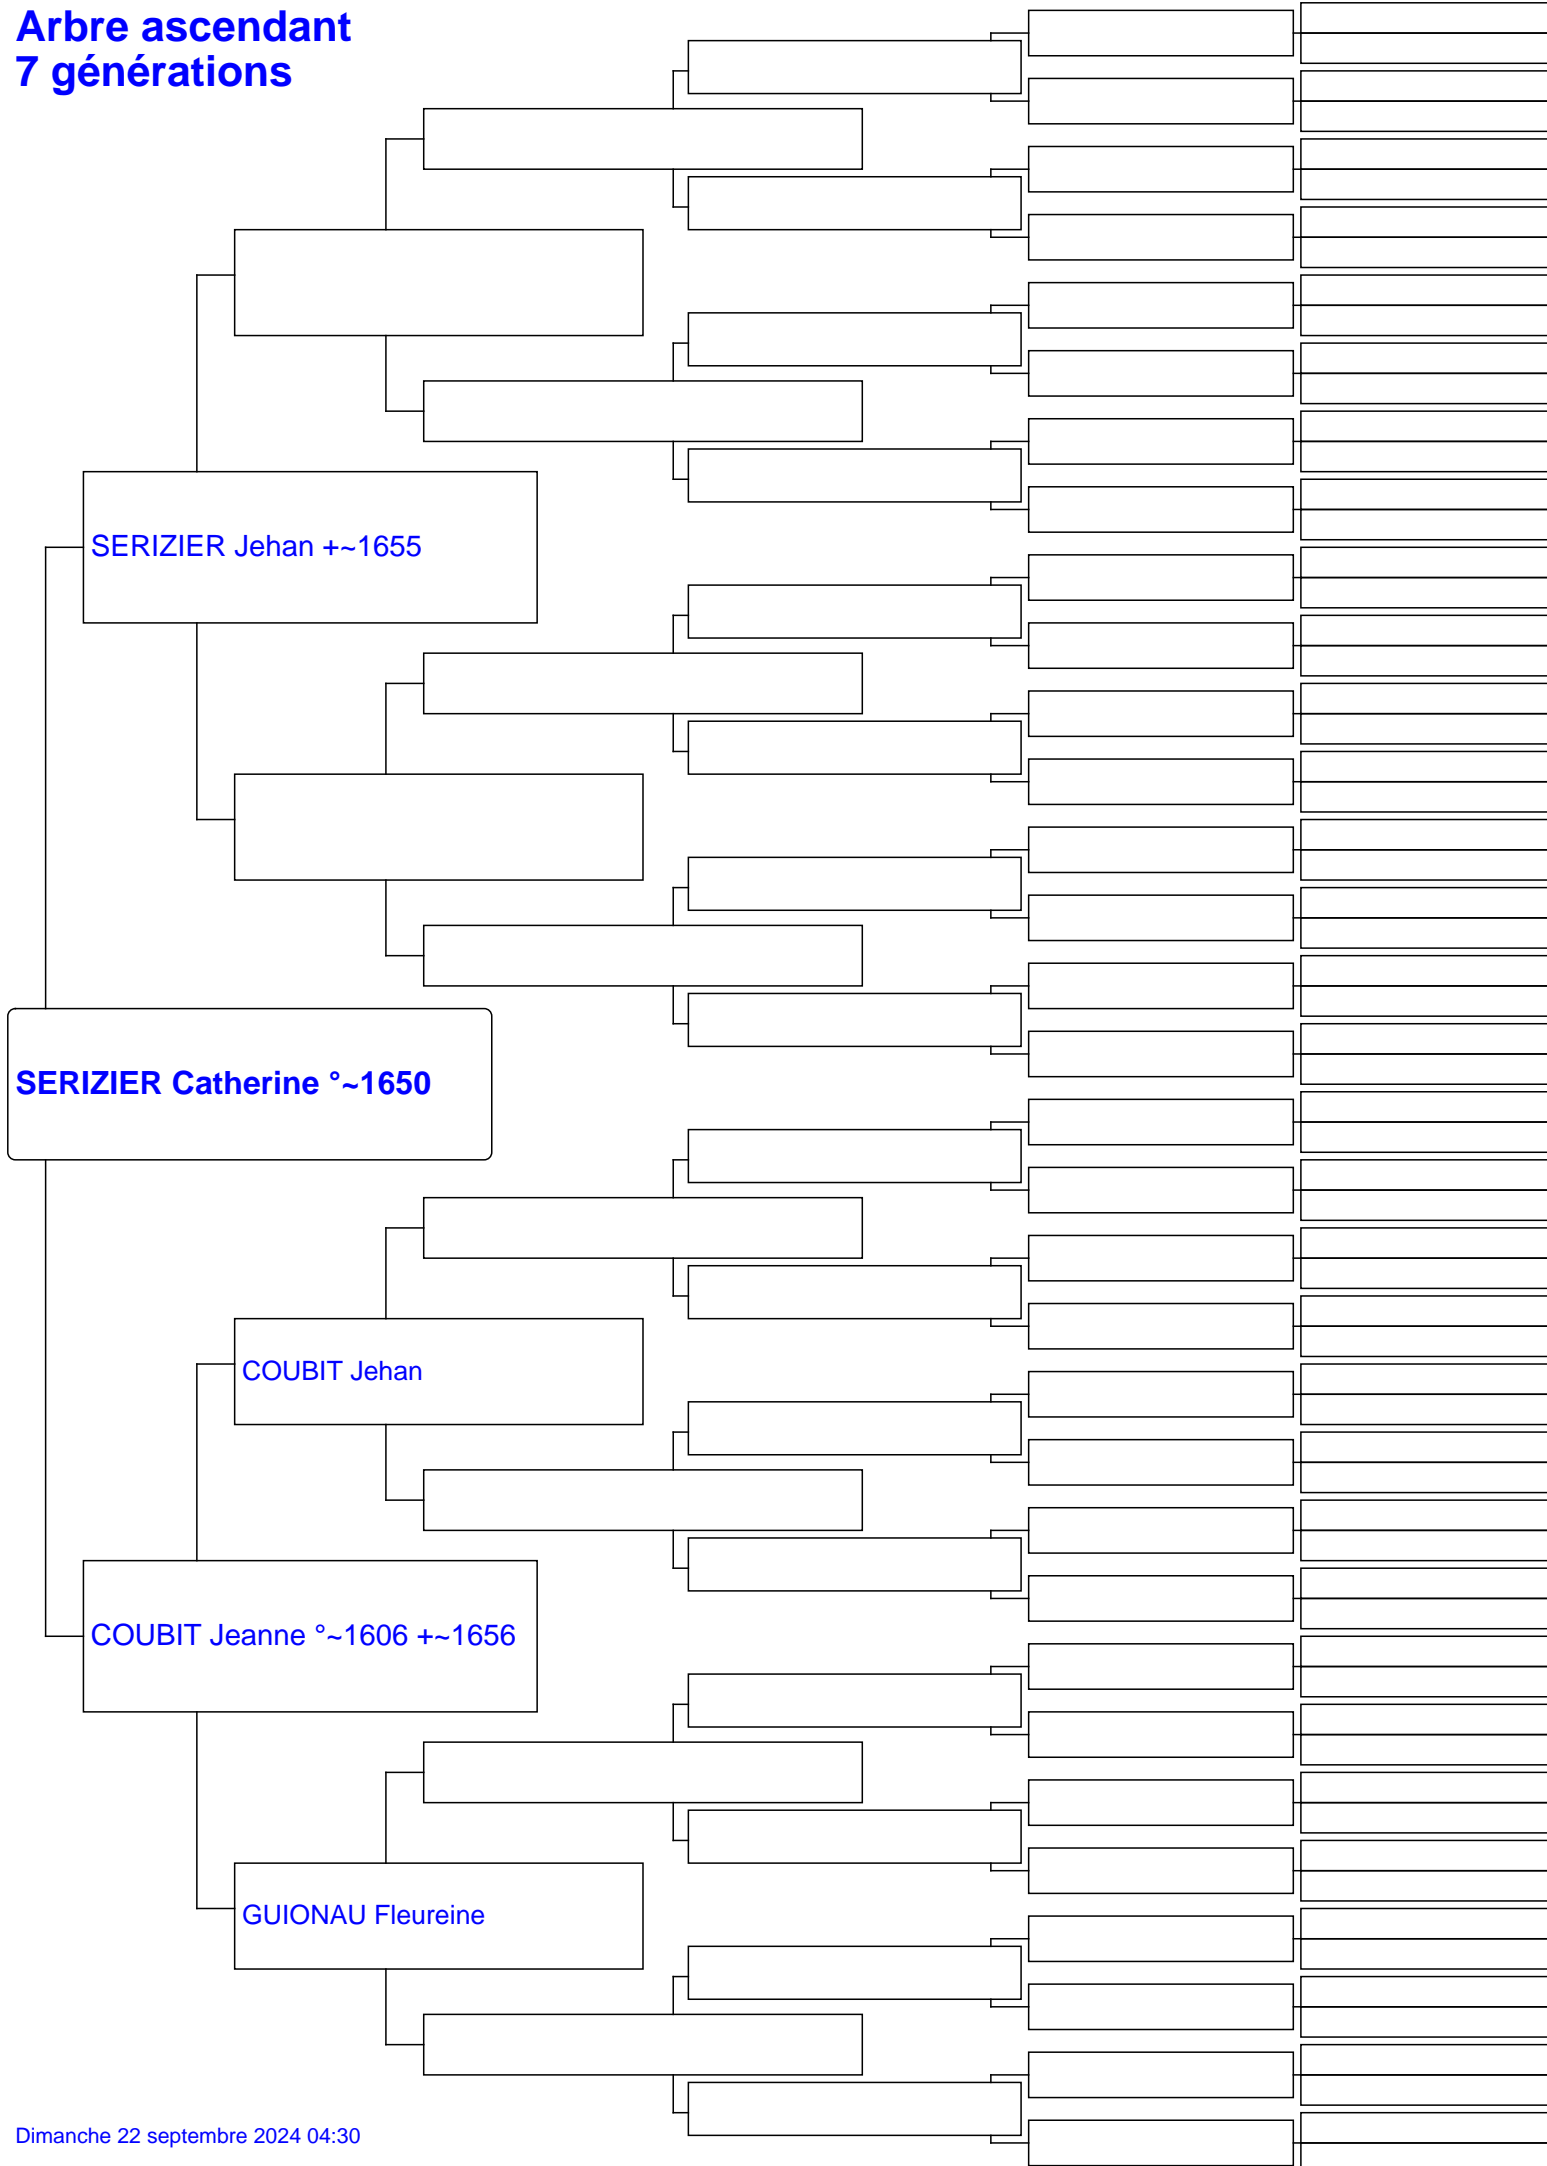 Arbre ascendant
7 générations
SERIZIER Jehan +~1655
SERIZIER Catherine °~1650
COUBIT Jehan
COUBIT Jeanne °~1606 +~1656
GUIONAU Fleureine
Dimanche 22 septembre 2024 04:30